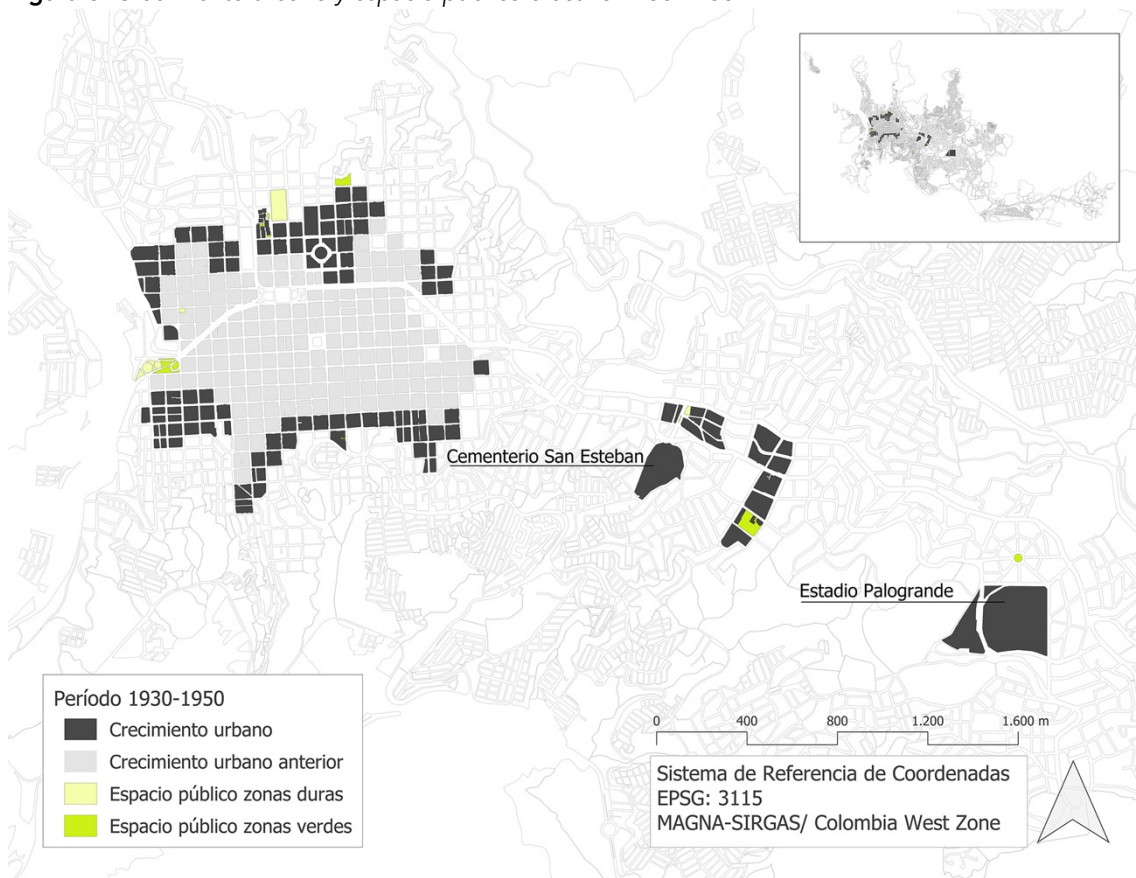 Cementerio San Esteban
Estadio Palogrande
Período 1930-1950
Crecimiento urbano
Crecimiento urbano anterior
Espacio público zonas duras
Espacio público zonas verdes
0 400 800 1.200 1.600 m
Sistema de Referencia de Coordenadas
EPSG: 3115
MAGNA-SIRGAS/ Colombia West Zone